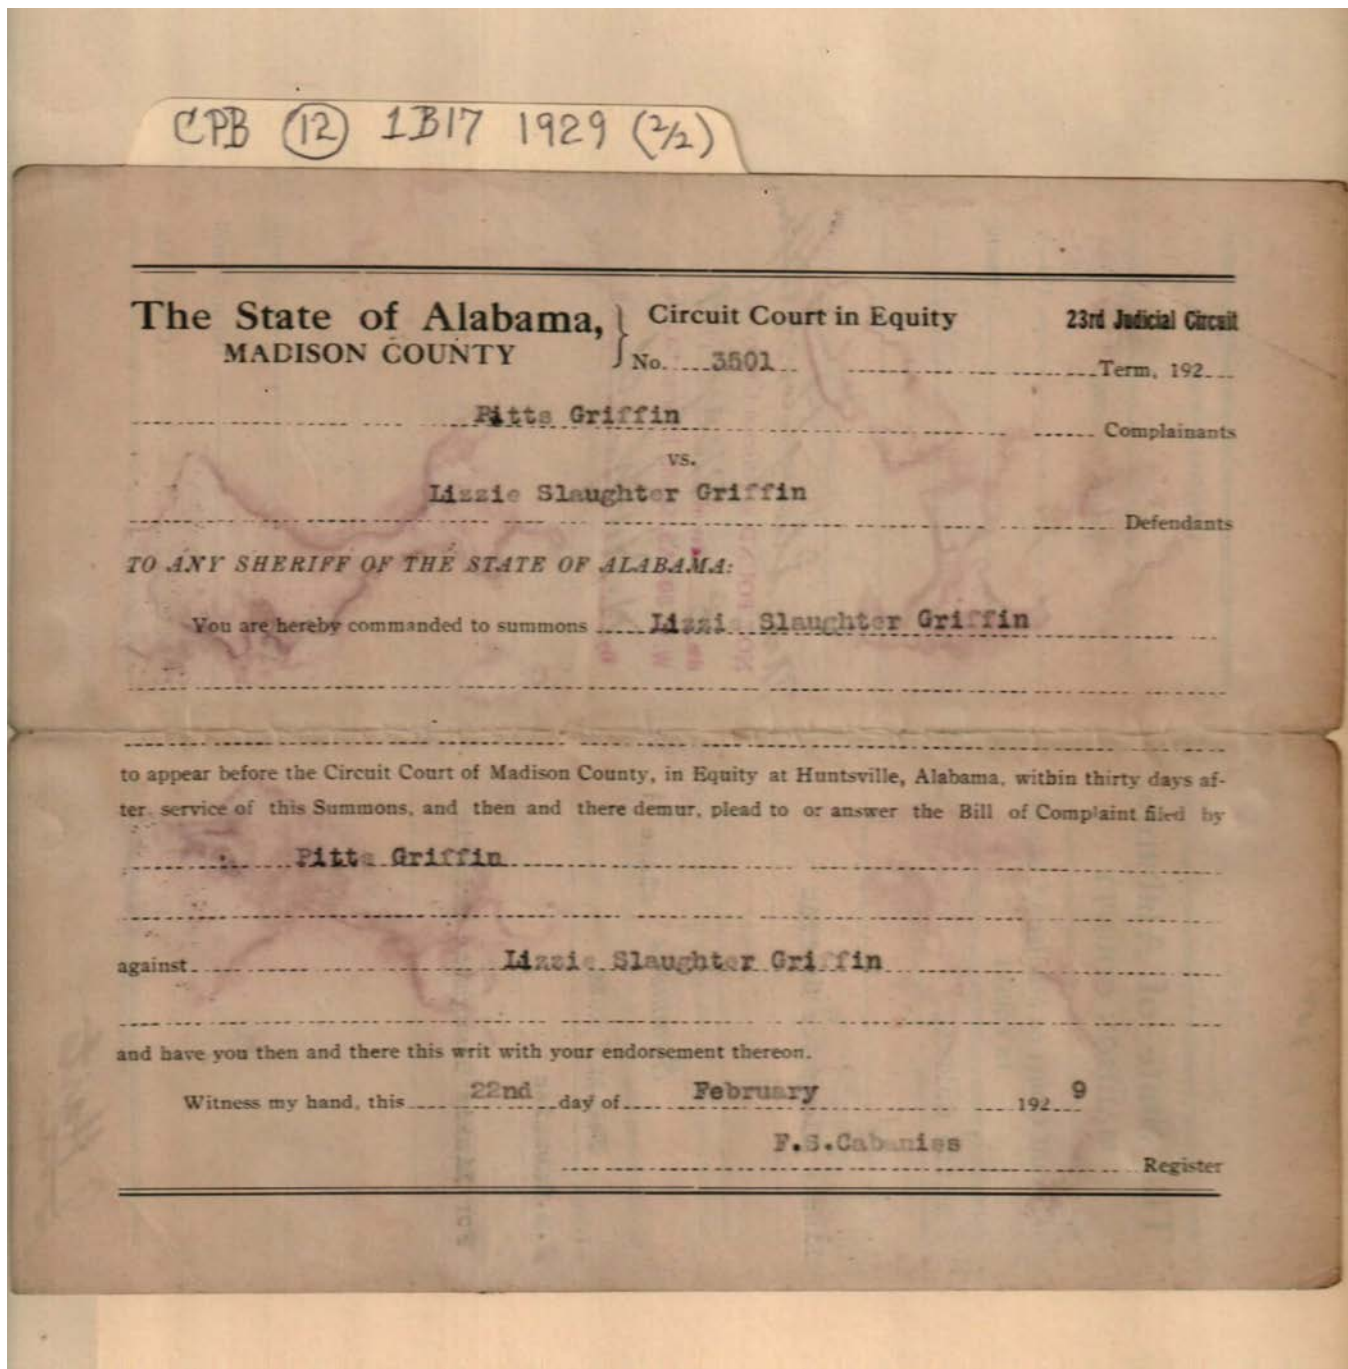 CPB (12) 1B17 1929 (2/2)
The State of Alabama, } Circuit Court in Equity 23rd Judicial Circuit
MADISON COUNTY No. 3501 Term, 192
Pitts Griffin Complainants
vs.
Lizzie Slaughter Griffin
Defendants
TO ANY SHERIFF OF THE STATE OF ALABAMA:
You are hereby commanded to summons Lizzie Slaughter Griffin
to appear before the Circuit Court of Madison County, in Equity at Huntsville, Alabama, within thirty days af-
ter service of this Summons, and then and there demur, plead to or answer the Bill of Complaint filed by
Pitts Griffin
against Lizzie Slaughter Griffin
and have you then and there this writ with your endorsement thereon.
Witness my hand, this 22nd day of February 1929
F.S.Cabaniss
Register